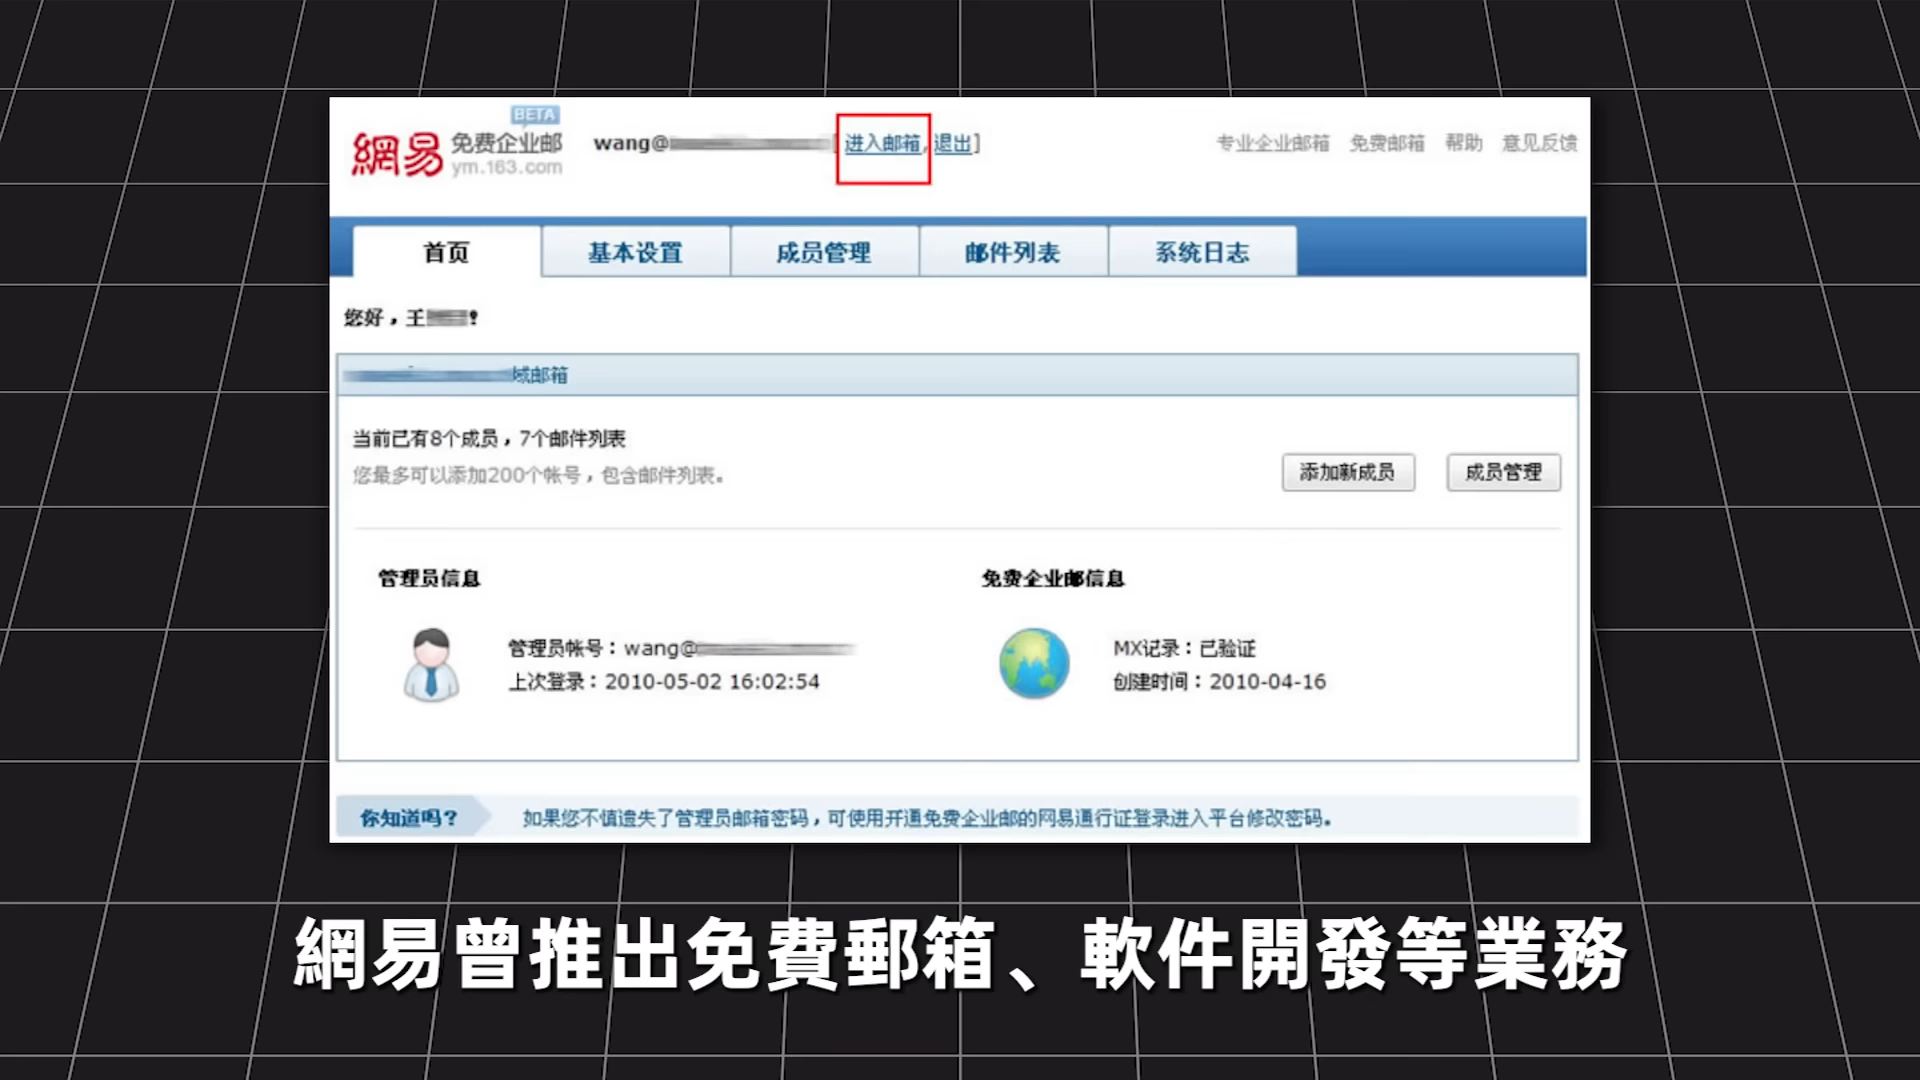 BETA
網易 免费企业邮
ym.163.com
wang@ [进入邮箱, 退出]
专业企业邮箱 免费邮箱 帮助 意见反馈
首页 基本设置 成员管理 邮件列表 系统日志
您好，王 !
域邮箱
当前已有8个成员，7个邮件列表
您最多可以添加200个帐号，包含邮件列表。
添加新成员 成员管理
管理员信息 免费企业邮信息
管理员帐号：wang@ MX记录：已验证
上次登录：2010-05-02 16:02:54 创建时间：2010-04-16
你知道吗? 如果您不慎遗失了管理员邮箱密码，可使用开通免费企业邮的网易通行证登录进入平台修改密码。
網易曾推出免費郵箱、軟件開發等業務